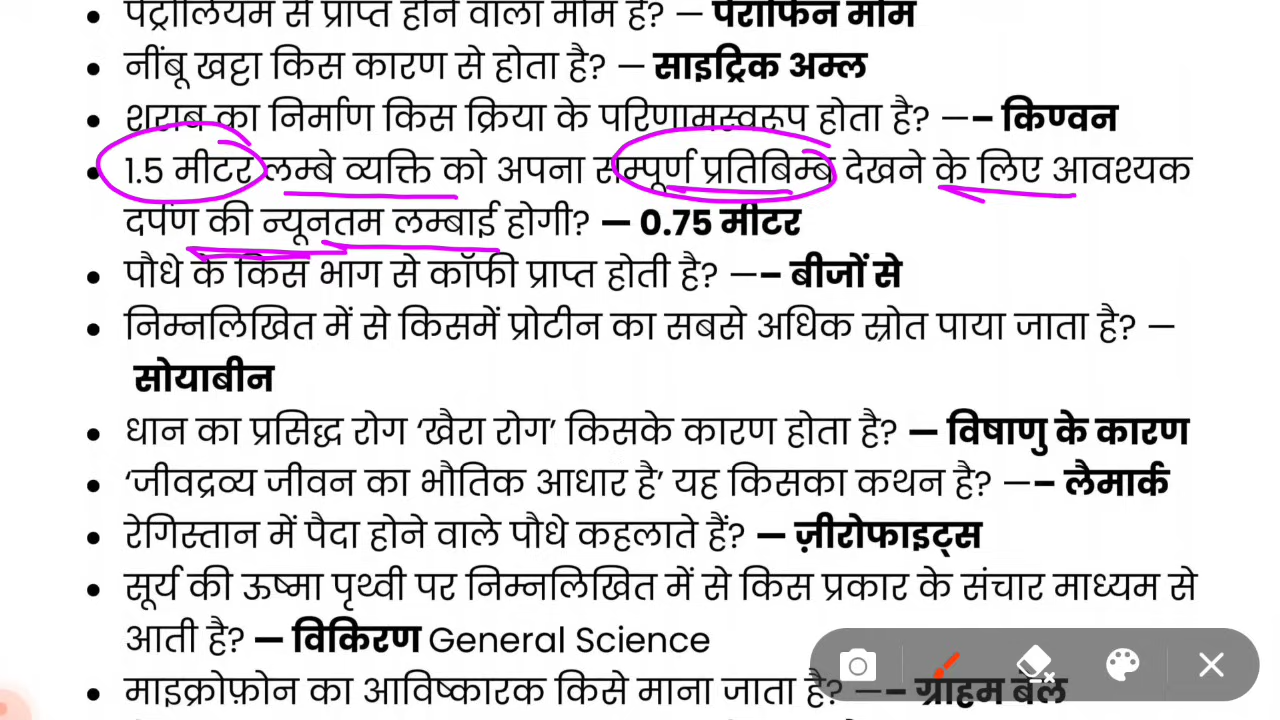 पेट्रोलियम से प्राप्त होने वाला मोम है? — पैराफिन मोम
नींबू खट्टा किस कारण से होता है? — साइट्रिक अम्ल
शराब का निर्माण किस क्रिया के परिणामस्वरूप होता है? —– किण्वन
1.5 मीटर लम्बे व्यक्ति को अपना सम्पूर्ण प्रतिबिम्ब देखने के लिए आवश्यक
दर्पण की न्यूनतम लम्बाई होगी? — 0.75 मीटर
पौधे के किस भाग से कॉफी प्राप्त होती है? —– बीजों से
निम्नलिखित में से किसमें प्रोटीन का सबसे अधिक स्रोत पाया जाता है? —
सोयाबीन
धान का प्रसिद्ध रोग ‘खैरा रोग’ किसके कारण होता है? — विषाणु के कारण
‘जीवद्रव्य जीवन का भौतिक आधार है’ यह किसका कथन है? —– लैमार्क
रेगिस्तान में पैदा होने वाले पौधे कहलाते हैं? — ज़ीरोफाइट्स
सूर्य की ऊष्मा पृथ्वी पर निम्नलिखित में से किस प्रकार के संचार माध्यम से
आती है? — विकिरण General Science
माइक्रोफ़ोन का आविष्कारक किसे माना जाता है? —– ग्राहम बेल